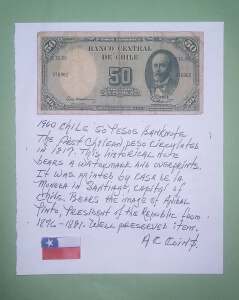 50
BANCO CENTRAL
DE CHILE
50
50
1960 CHILE 50 PESOS BANKNOTE
THE FIRST CHILEAN PESO CIRCULATED
IN 1817. THIS HISTORICAL NOTE
BEARS A WATERMARK AND OVERPRINTS.
IT WAS PRINTED BY CASA DE LA
MONEDA IN SANTIAGO, CAPITAL OF
CHILE. BEARS THE IMAGE OF ANIBAL
PINTO, PRESIDENT OF THE REPUBLIC FROM
1876-1881. WELL PRESERVED ITEM.
A C COINS